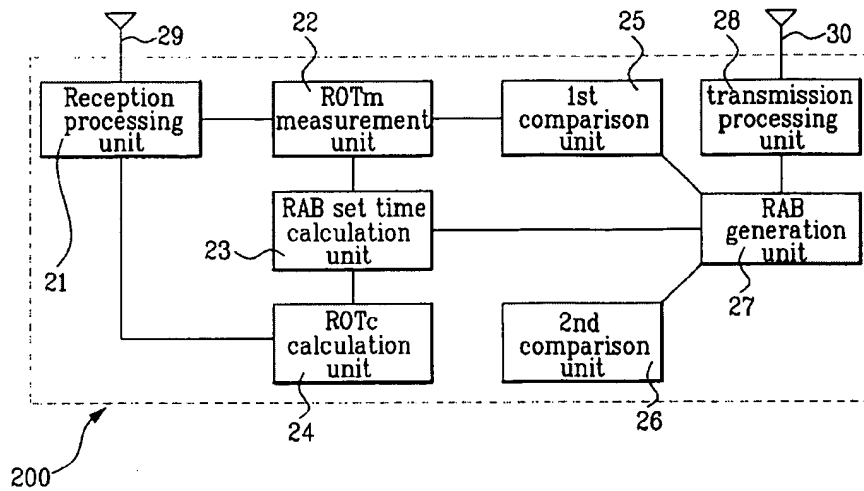 29
22
25
28
30
Reception
processing
unit
ROTm
measurement
unit
1st
comparison
unit
transmission
processing
unit
21
RAB set time
calculation
unit
23
RAB
generation
unit
27
ROTc
calculation
unit
24
2nd
comparison
unit
26
200